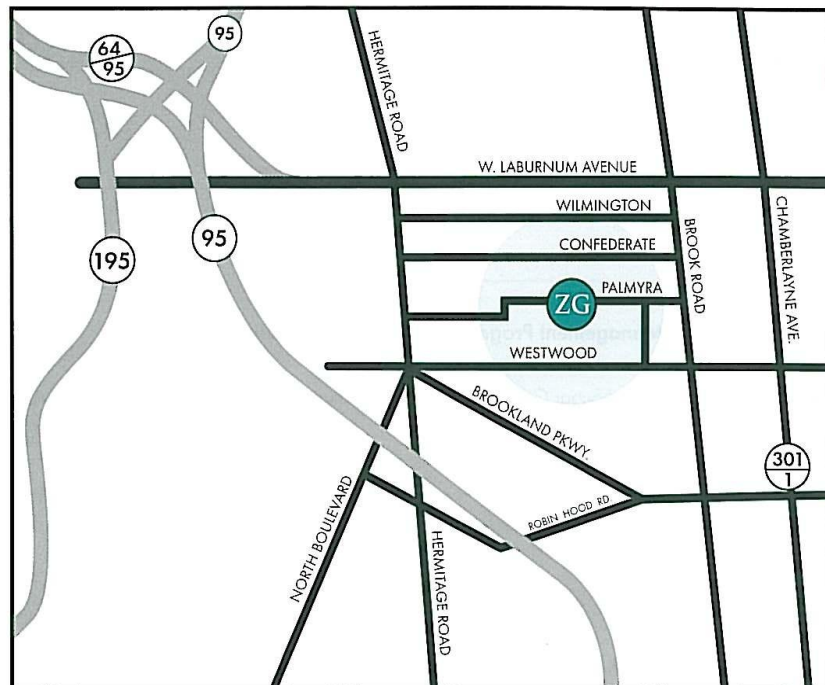 95
64
95
HERMITAGE ROAD
W. LABURNUM AVENUE
WILMINGTON
CHAMBERLAYNE AVE.
BROOK ROAD
CONFEDERATE
195
95
PALMYRA
ZG
WESTWOOD
BROOKLAND PKWY.
301
1
NORTH BOULEVARD
ROBIN HOOD RD.
HERMITAGE ROAD